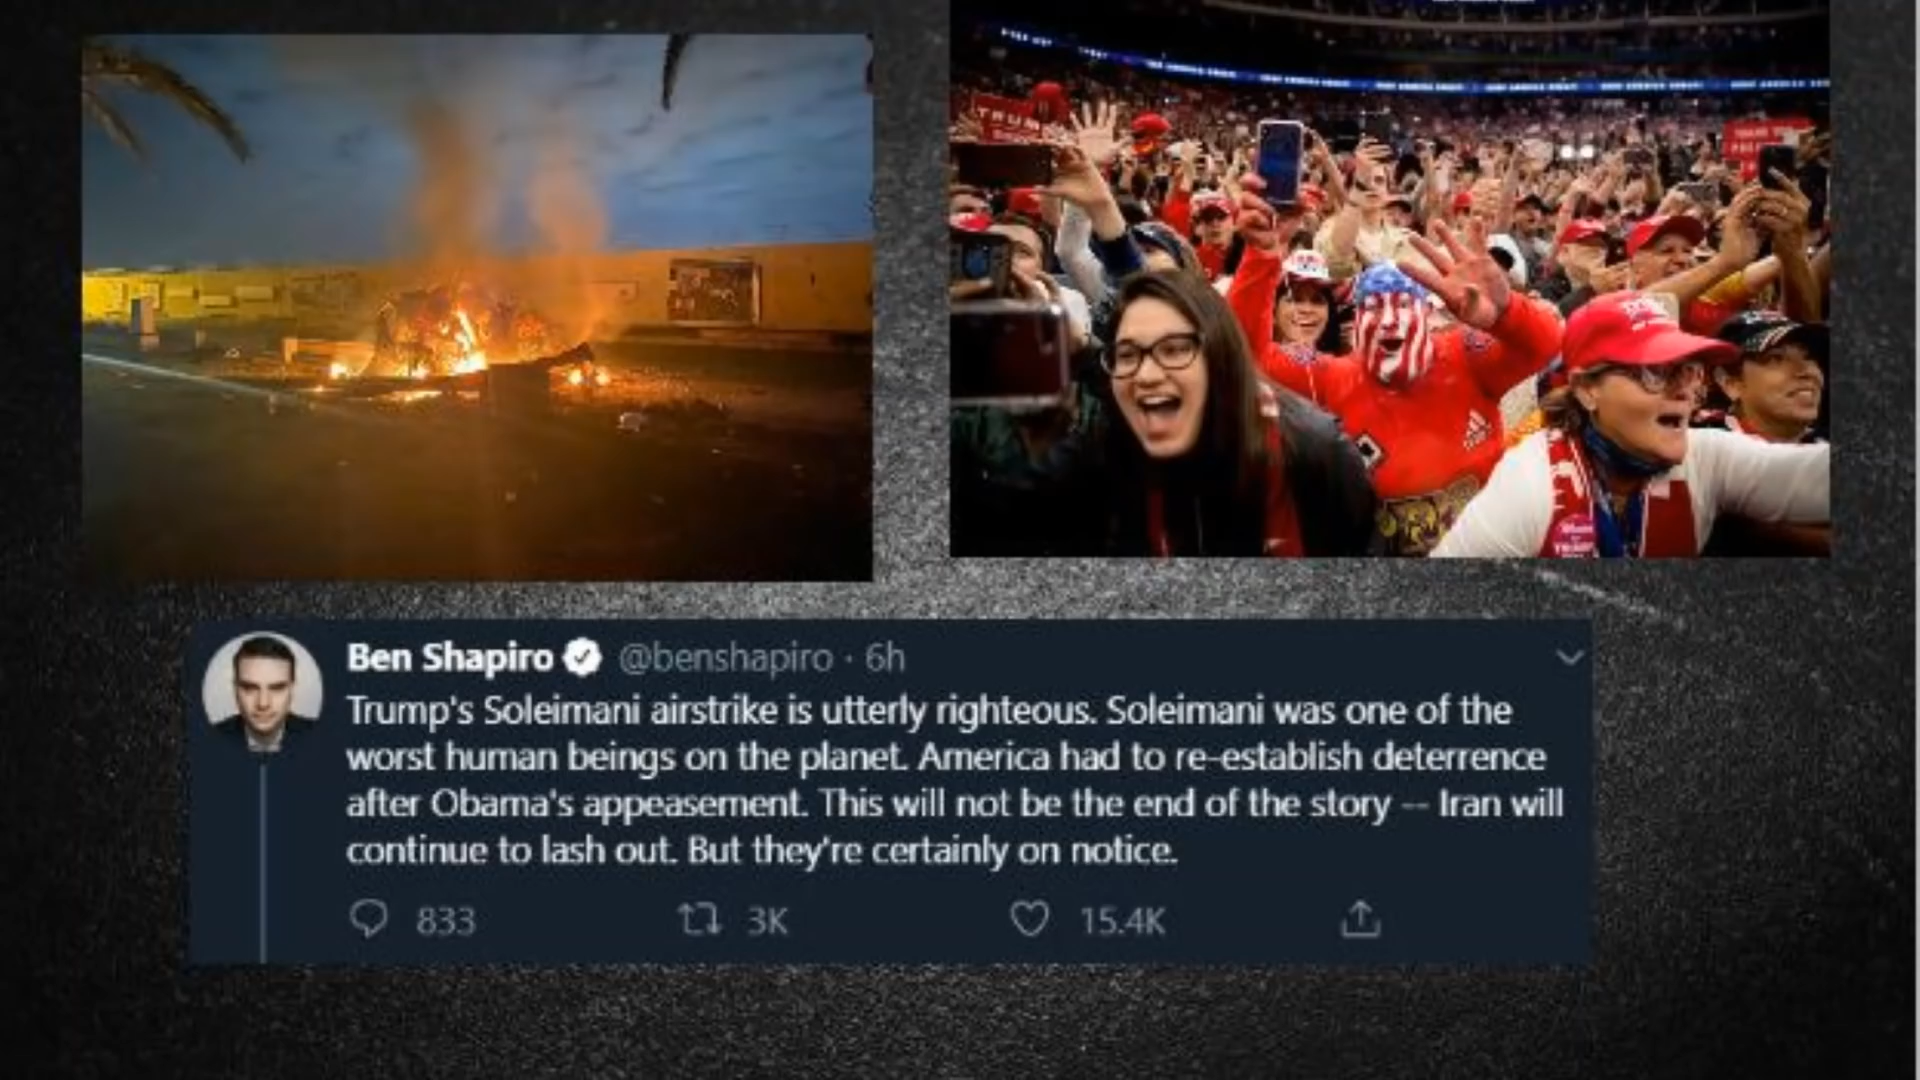 TRUMP
Ben Shapiro @benshapiro · 6h
Trump's Soleimani airstrike is utterly righteous. Soleimani was one of the
worst human beings on the planet. America had to re-establish deterrence
after Obama's appeasement. This will not be the end of the story -- Iran will
continue to lash out. But they're certainly on notice.
833 3K 15.4K